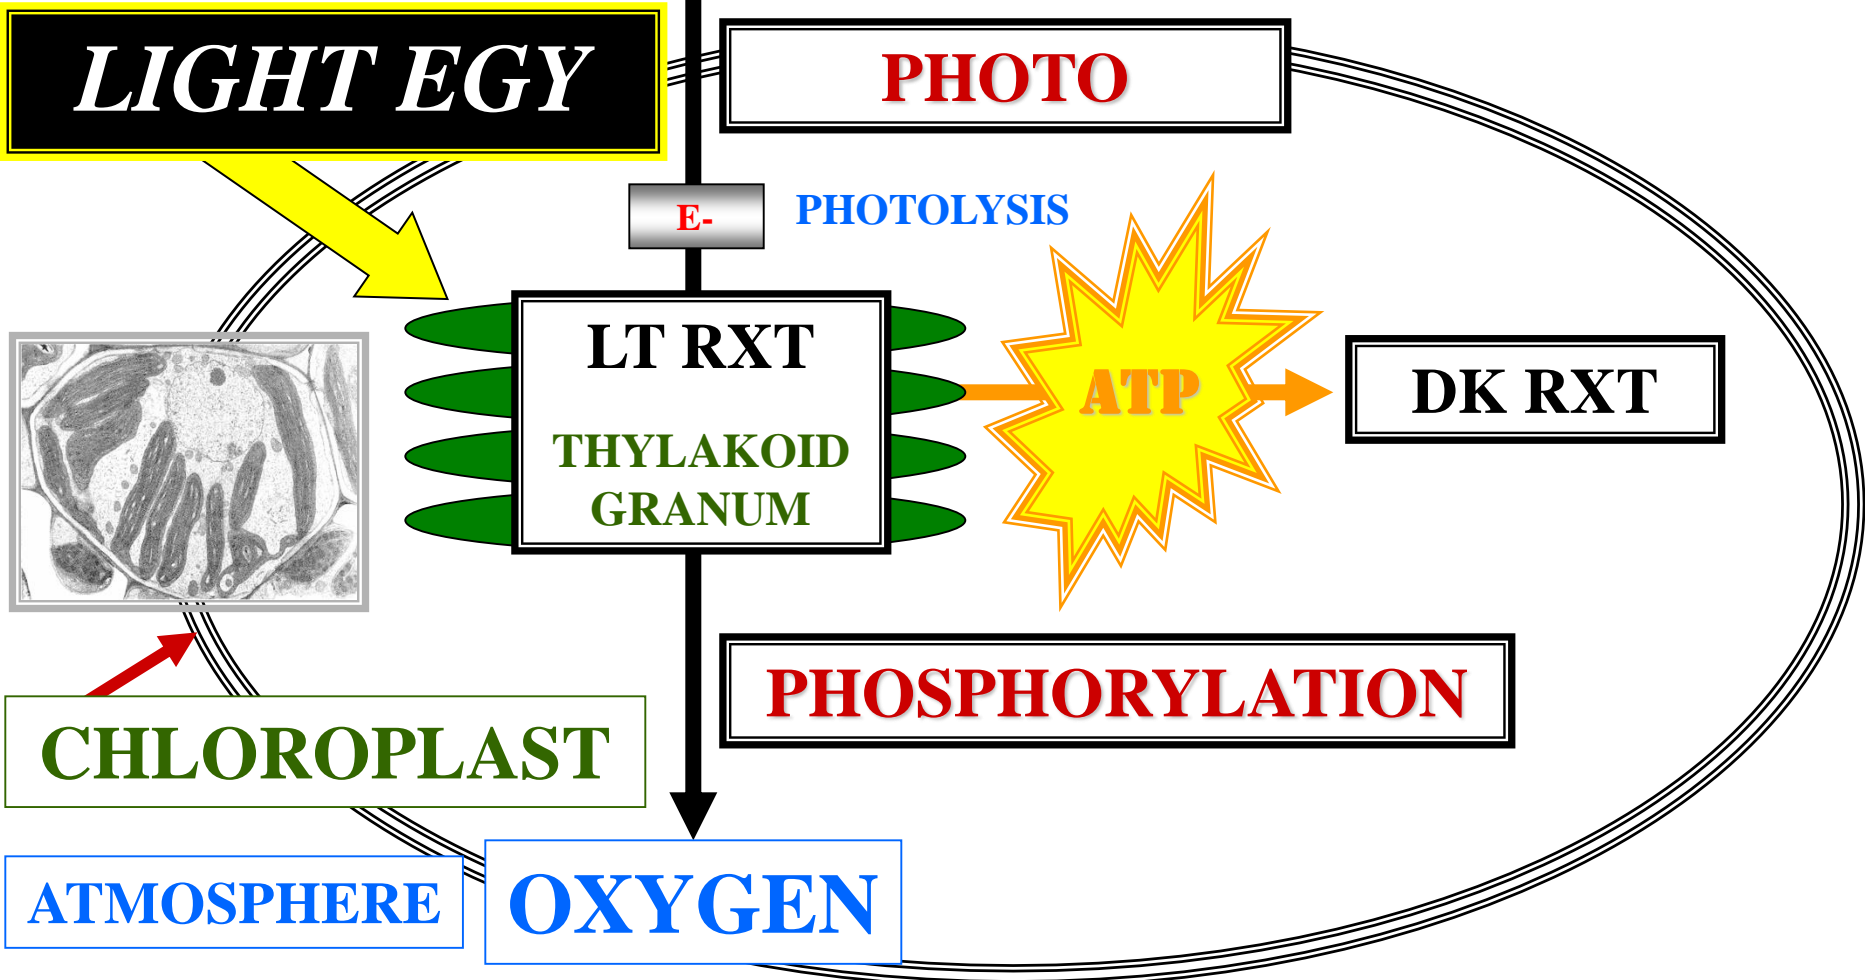 LIGHT EGY
PHOTO
E-
PHOTOLYSIS
LT RXT
THYLAKOID
GRANUM
ATP
DK RXT
PHOSPHORYLATION
CHLOROPLAST
ATMOSPHERE
OXYGEN